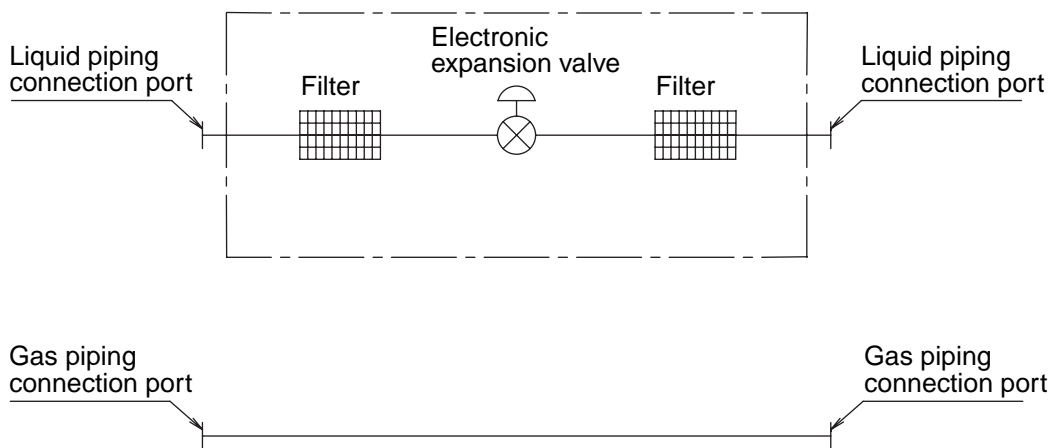 Electronic
expansion valve
Liquid piping
connection port
Liquid piping
connection port
Filter
Filter
Gas piping
connection port
Gas piping
connection port